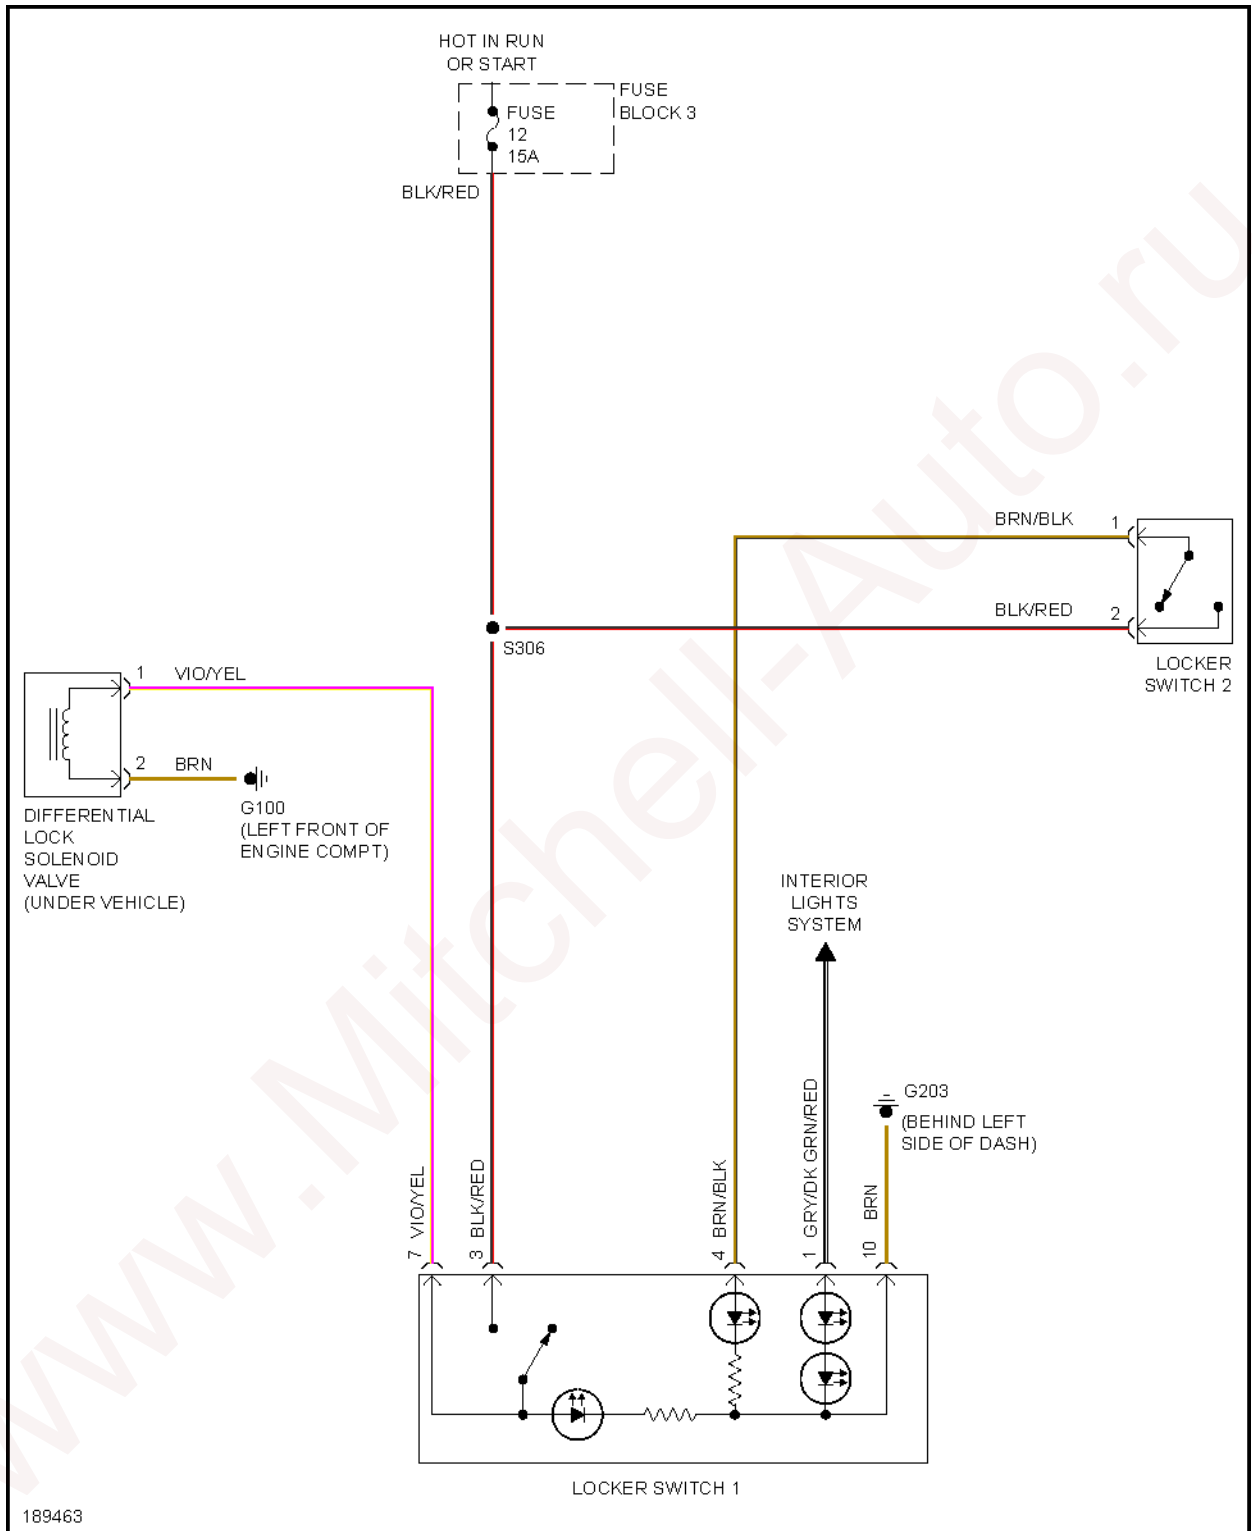 HOT IN RUN
OR START
FUSE
BLOCK 3
FUSE
12
15A
BLK/RED
BRN/BLK
1
BLK/RED
2
LOCKER
SWITCH 2
S306
1
VIO/YEL
2
BRN
G100
(LEFT FRONT OF
ENGINE COMPT)
DIFFERENTIAL
LOCK
SOLENOID
VALVE
(UNDER VEHICLE)
INTERIOR
LIGHTS
SYSTEM
G203
(BEHIND LEFT
SIDE OF DASH)
7 VIO/YEL
3 BLK/RED
4 BRN/BLK
1 GRY/DK GRN/RED
10 BRN
LOCKER SWITCH 1
189463
www.Mitchell-Auto.ru